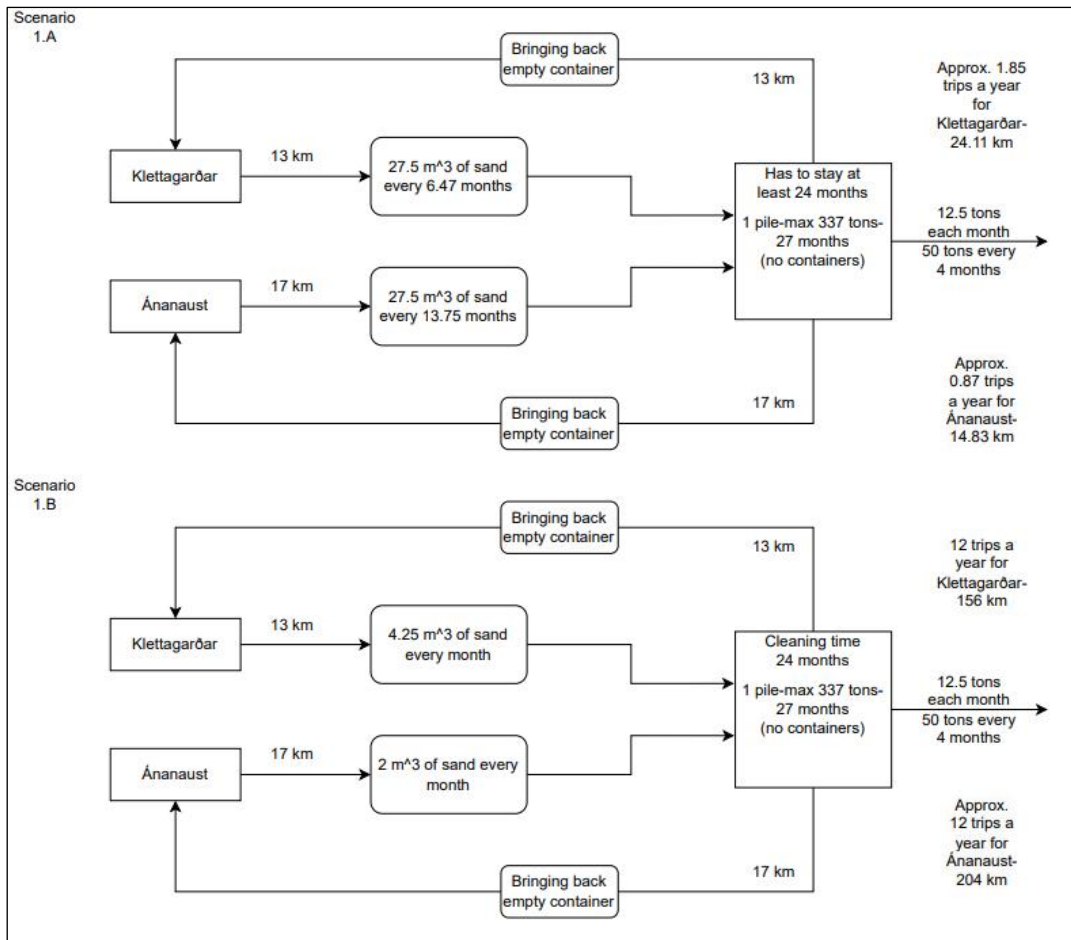 Scenario
1.A
Bringing back
empty container
13 km
Approx. 1.85
trips a year
for
Klettagarðar-
24.11 km
Klettagarðar
13 km
27.5 m^3 of sand
every 6.47 months
Has to stay at
least 24 months
1 pile-max 337 tons-
27 months
(no containers)
12.5 tons
each month
50 tons every
4 months
Ánanaust
17 km
27.5 m^3 of sand
every 13.75 months
Bringing back
empty container
17 km
Approx.
0.87 trips
a year for
Ánanaust-
14.83 km
Scenario
1.B
Bringing back
empty container
13 km
12 trips a
year for
Klettagarðar-
156 km
Klettagarðar
13 km
4.25 m^3 of sand
every month
Cleaning time
24 months
1 pile-max 337 tons-
27 months
(no containers)
12.5 tons
each month
50 tons every
4 months
Ánanaust
17 km
2 m^3 of sand every
month
Bringing back
empty container
17 km
Approx.
12 trips a
year for
Ánanaust-
204 km